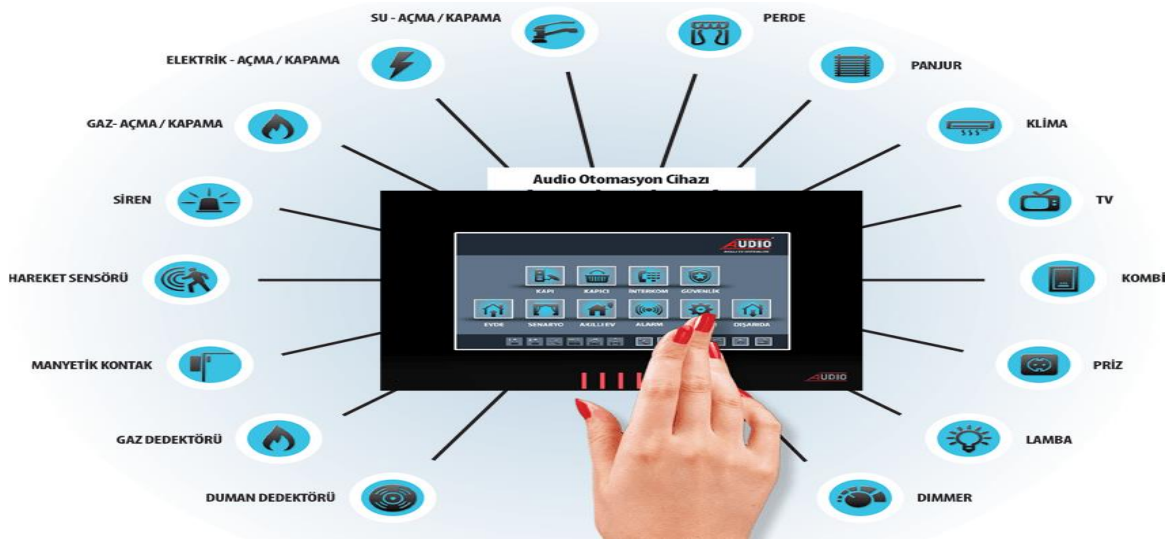 SU - AÇMA / KAPAMA
PERDE
ELEKTRİK - AÇMA / KAPAMA
PANJUR
GAZ- AÇMA / KAPAMA
KLİMA
SİREN
TV
HAREKET SENSÖRÜ
KOMBİ
MANYETİK KONTAK
PRİZ
GAZ DEDEKTÖRÜ
LAMBA
DUMAN DEDEKTÖRÜ
DIMMER
Audio Otomasyon Cihazı
AUDIO
KAPI KAPICI İNTERKOM GÜVENLİK
EVDE SENARYO AKILLI EV ALARM DIŞARIDA
AUDIO